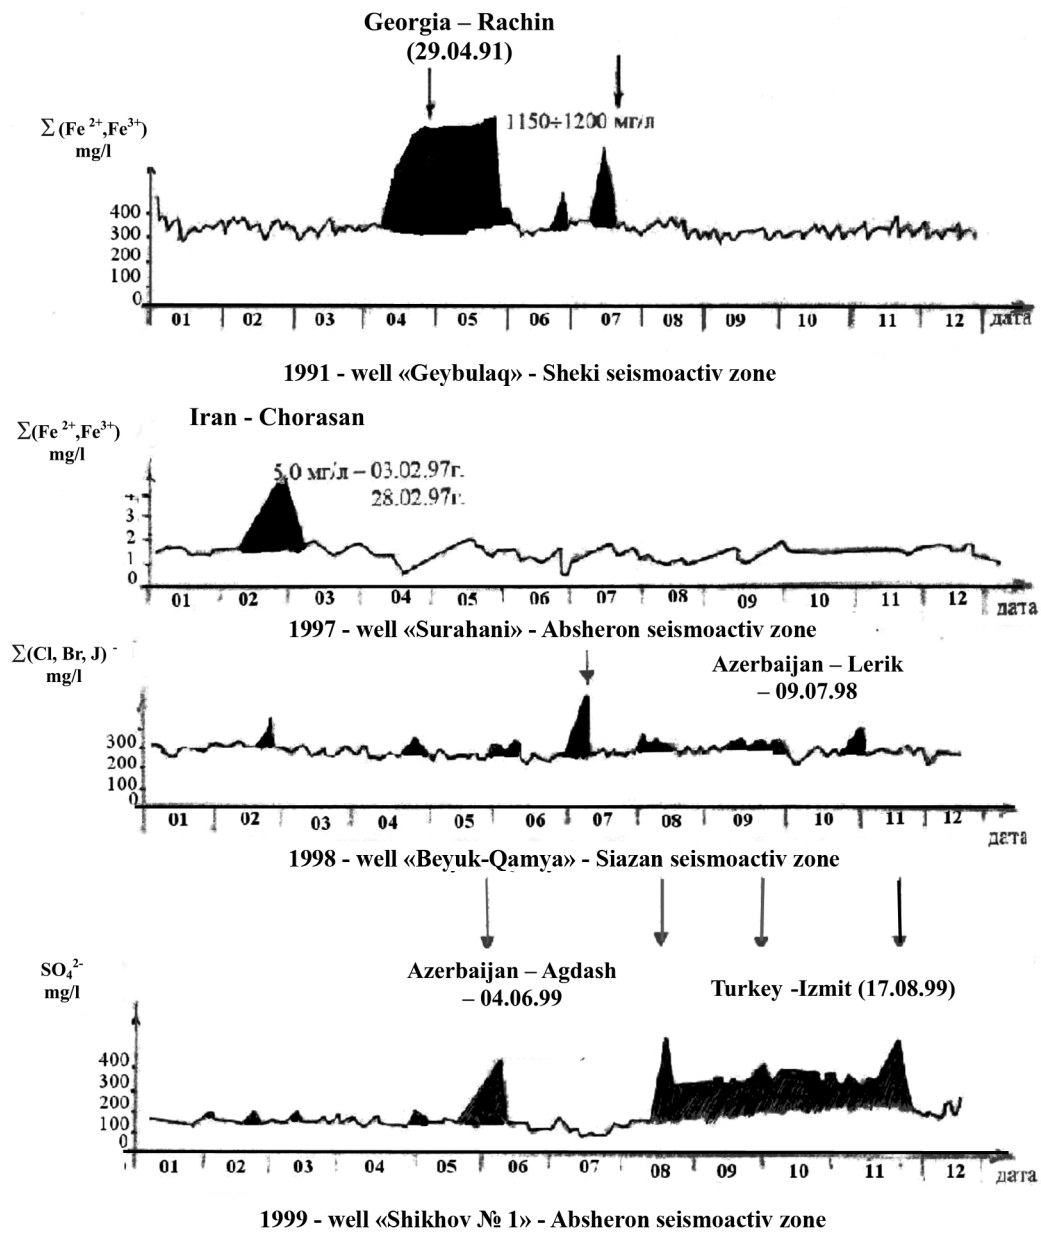 Georgia – Rachin
(29.04.91)
∑ (Fe ²⁺,Fe³⁺)
mg/l
1150÷1200 мг/л
400
300
200
100
0
01 02 03 04 05 06 07 08 09 10 11 12 дата
1991 - well «Geybulaq» - Sheki seismoactiv zone
Iran - Chorasan
∑(Fe ²⁺,Fe³⁺)
mg/l
5,0 мг/л – 03.02.97г.
28.02.97г.
4
3
2
1
0
01 02 03 04 05 06 07 08 09 10 11 12 дата
1997 - well «Surahani» - Absheron seismoactiv zone
∑(Cl, Br, J) ⁻
mg/l
Azerbaijan – Lerik
– 09.07.98
300
200
100
0
01 02 03 04 05 06 07 08 09 10 11 12
дата
1998 - well «Beyuk-Qamya» - Siazan seismoactiv zone
SO₄²⁻
mg/l
Azerbaijan – Agdash
– 04.06.99
Turkey -Izmit (17.08.99)
400
300
200
100
0
01 02 03 04 05 06 07 08 09 10 11 12 дата
1999 - well «Shikhov № 1» - Absheron seismoactiv zone